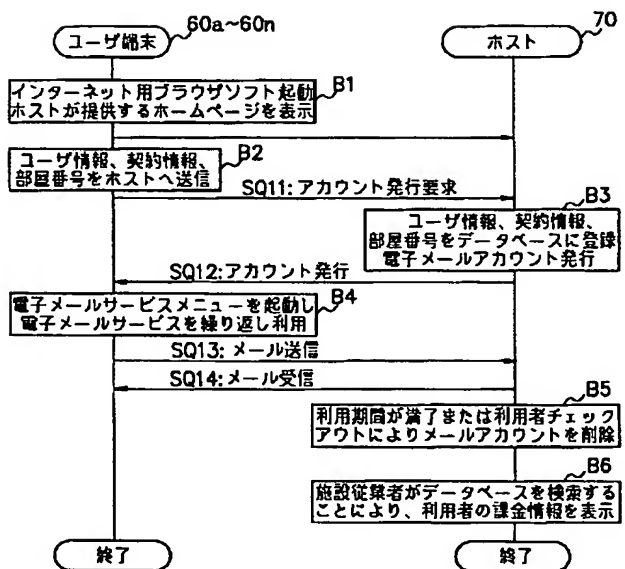 60a~60n
70
ユーザ端末
ホスト
B1
インターネット用ブラウザソフト起動
ホストが提供するホームページを表示
B2
ユーザ情報、契約情報、
部屋番号をホストへ送信
SQ11:アカウント発行要求
B3
ユーザ情報、契約情報、
部屋番号をデータベースに登録
電子メールアカウント発行
SQ12:アカウント発行
B4
電子メールサービスメニューを起動し
電子メールサービスを繰り返し利用
SQ13:メール送信
SQ14:メール受信
B5
利用期間が満了または利用者チェック
アウトによりメールアカウントを削除
B6
施設従業者がデータベースを検索する
ことにより、利用者の課金情報を表示
終了
終了